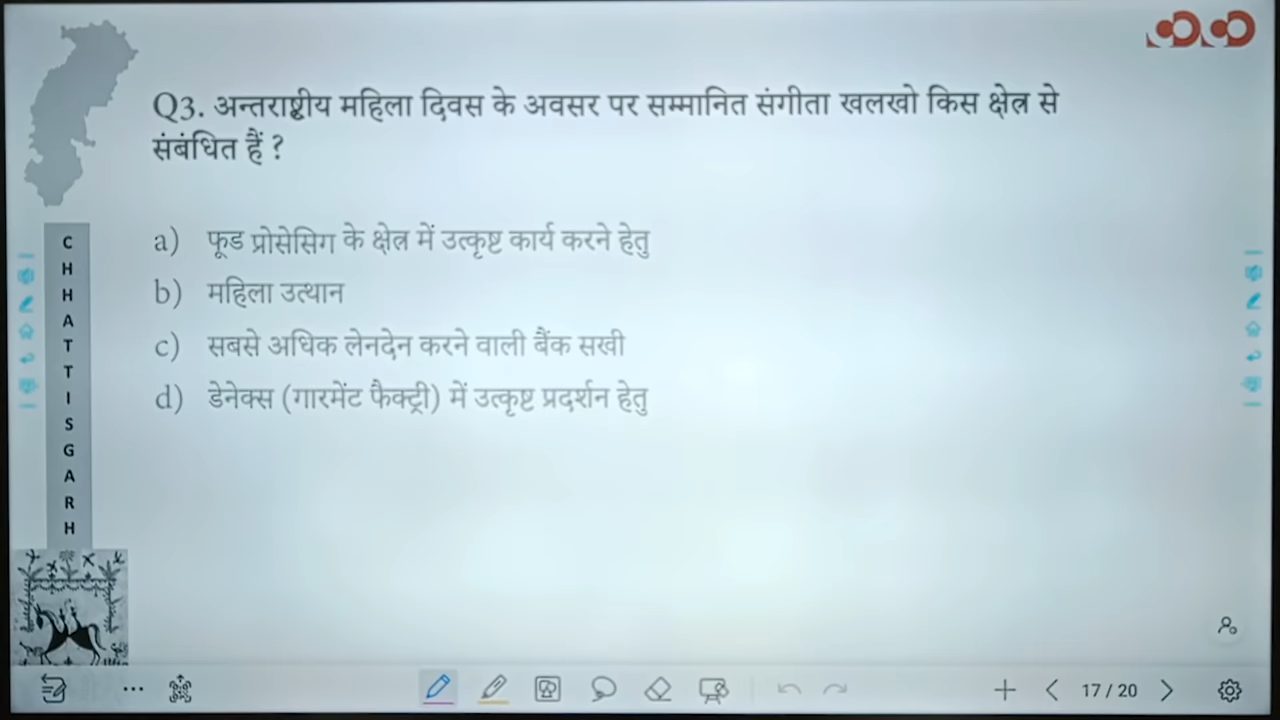 Q3. अन्तराष्ट्रीय महिला दिवस के अवसर पर सम्मानित संगीता खलखो किस क्षेत्र से
संबंधित हैं ?
a) फूड प्रोसेसिग के क्षेत्र में उत्कृष्ट कार्य करने हेतु
b) महिला उत्थान
c) सबसे अधिक लेनदेन करने वाली बैंक सखी
d) डेनेक्स (गारमेंट फैक्ट्री) में उत्कृष्ट प्रदर्शन हेतु
CHHATTISGARH
17 / 20